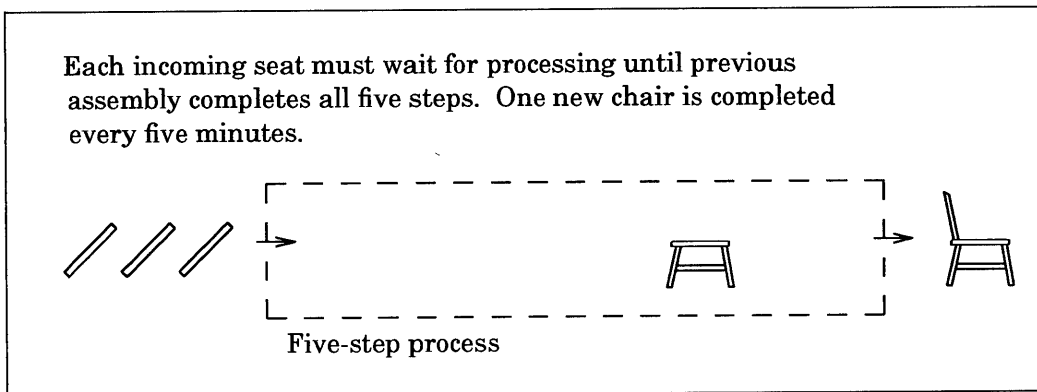 Each incoming seat must wait for processing until previous
assembly completes all five steps. One new chair is completed
every five minutes.
Five-step process